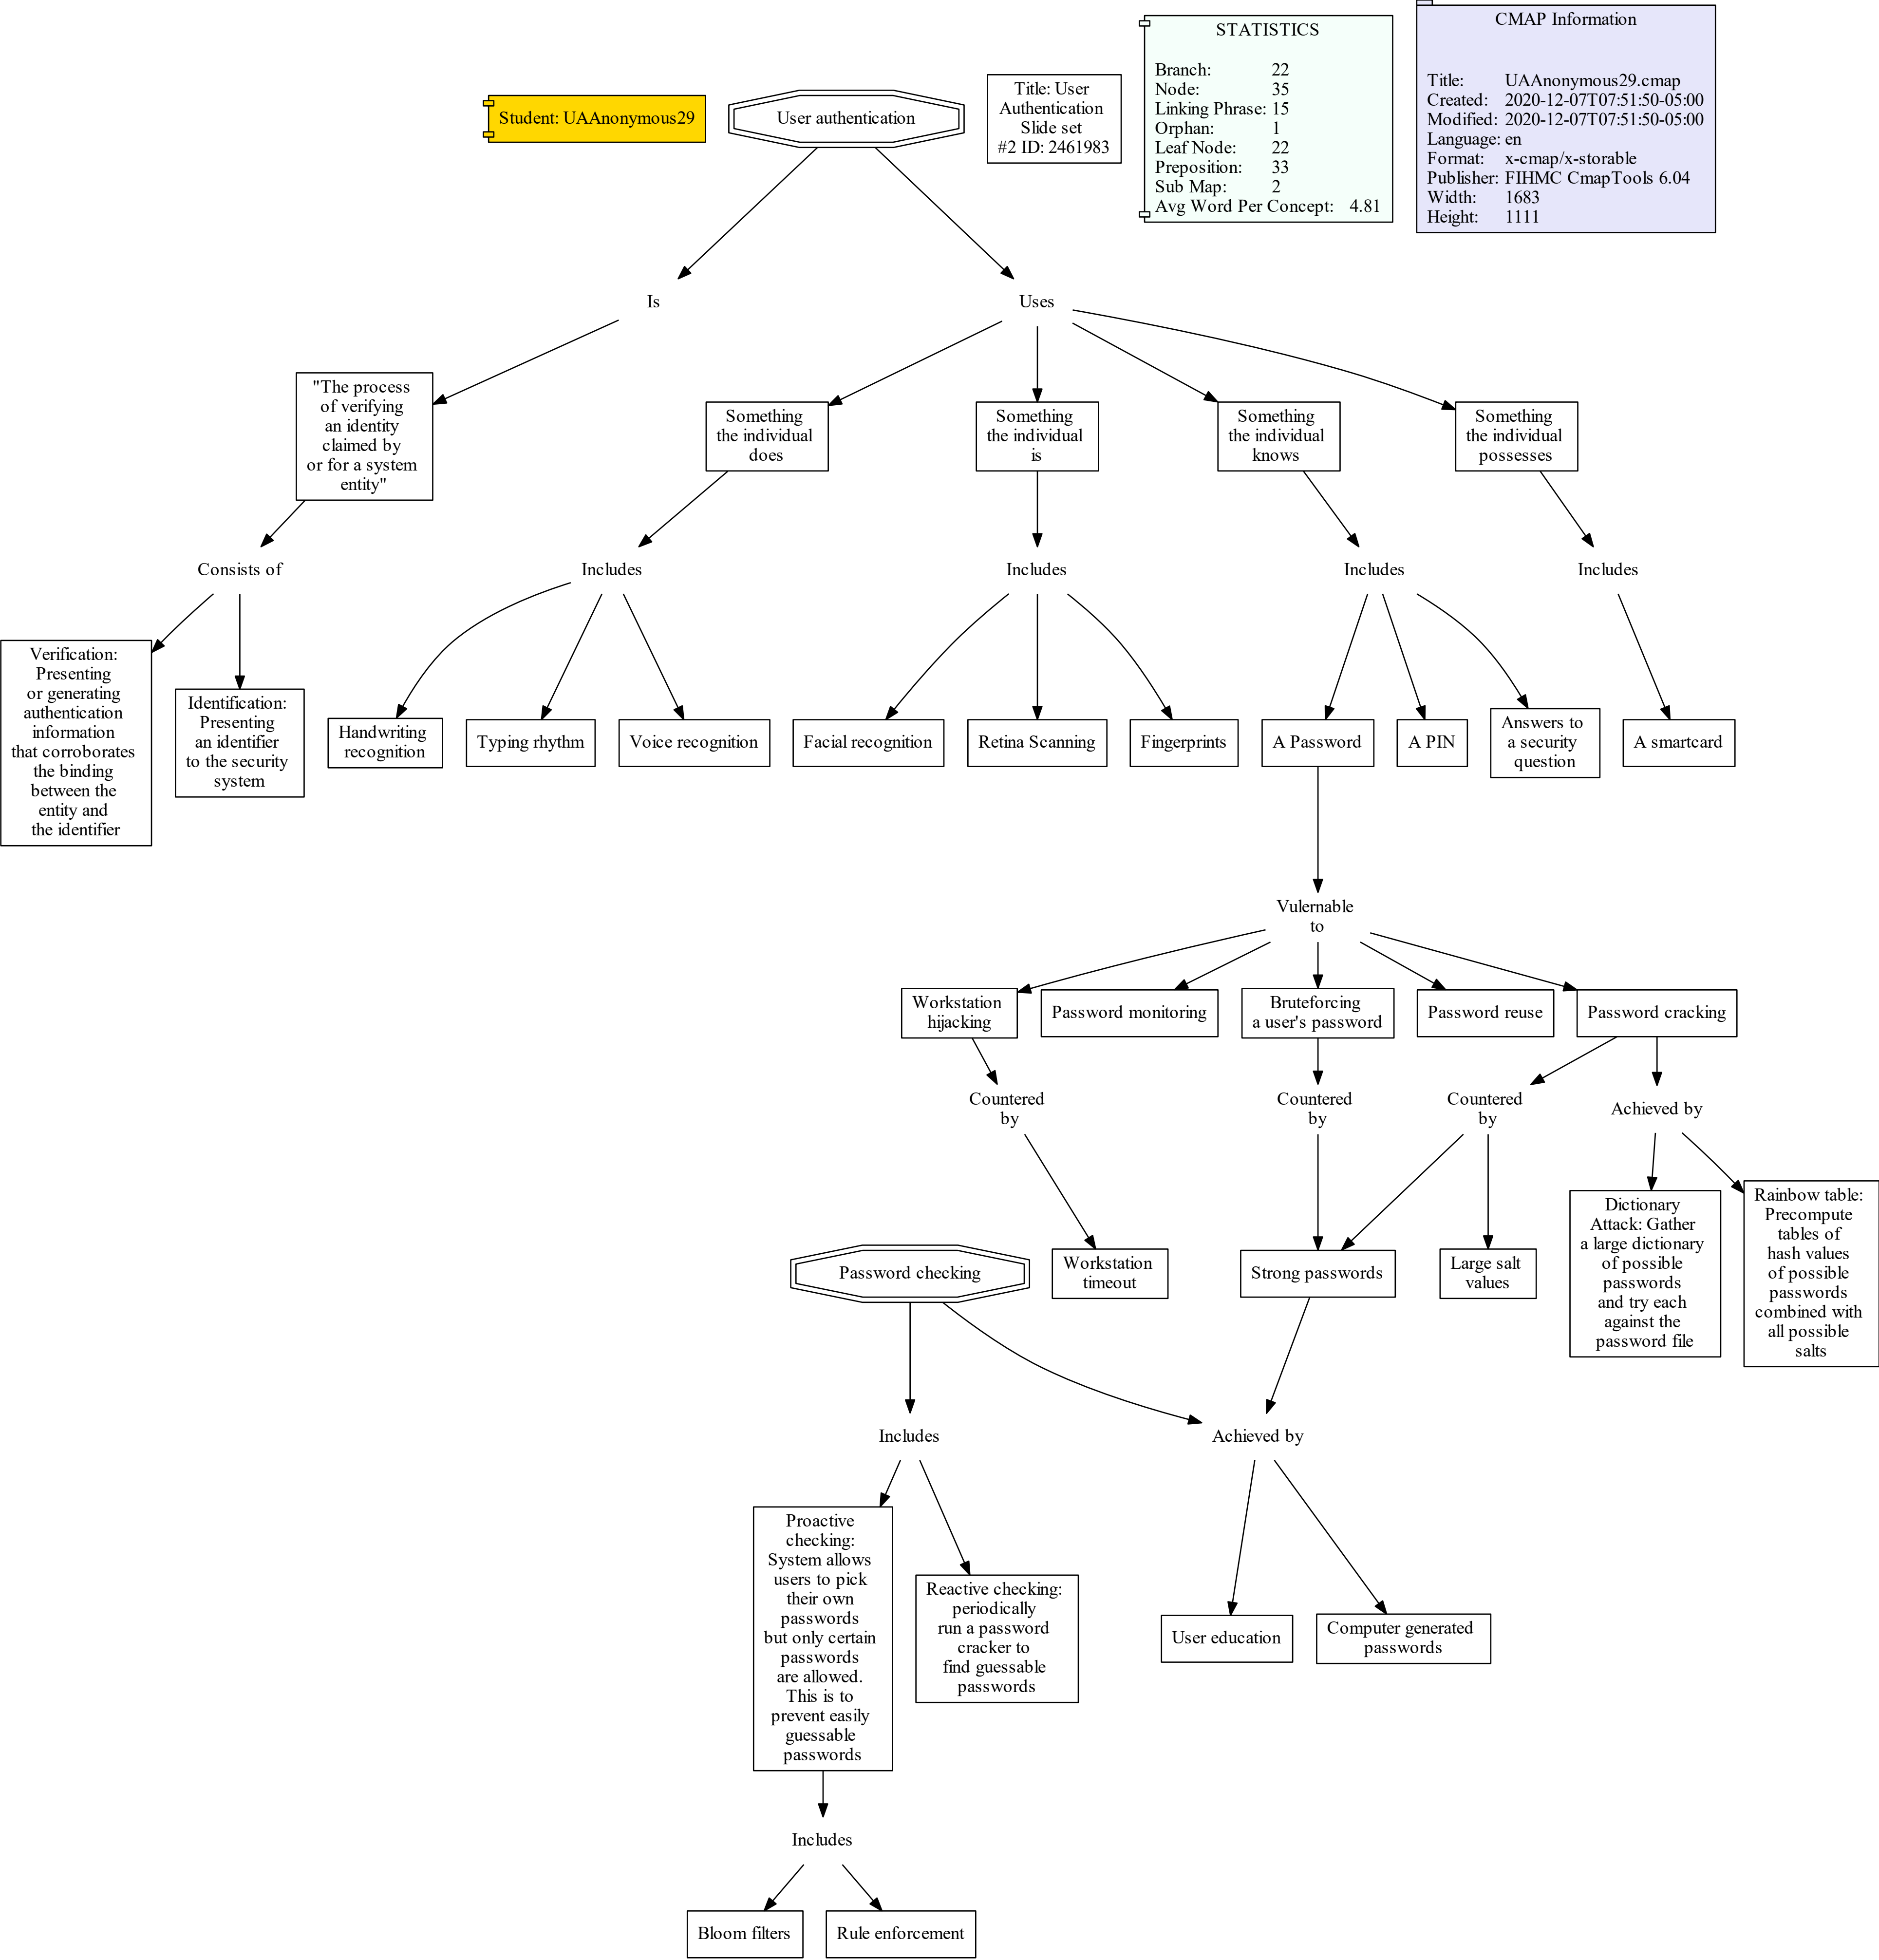 Student: UAAnonymous29
User authentication
Title: User
Authentication
Slide set
#2 ID: 2461983
STATISTICS
Branch: 22
Node: 35
Linking Phrase: 15
Orphan: 1
Leaf Node: 22
Preposition: 33
Sub Map: 2
Avg Word Per Concept: 4.81
CMAP Information
Title: UAAnonymous29.cmap
Created: 2020-12-07T07:51:50-05:00
Modified: 2020-12-07T07:51:50-05:00
Language: en
Format: x-cmap/x-storable
Publisher: FIHMC CmapTools 6.04
Width: 1683
Height: 1111
Is
Uses
"The process
of verifying
an identity
claimed by
or for a system
entity"
Something
the individual
does
Something
the individual
is
Something
the individual
knows
Something
the individual
possesses
Consists of
Includes
Includes
Includes
Includes
Verification:
Presenting
or generating
authentication
information
that corroborates
the binding
between the
entity and
the identifier
Identification:
Presenting
an identifier
to the security
system
Handwriting
recognition
Typing rhythm
Voice recognition
Facial recognition
Retina Scanning
Fingerprints
A Password
A PIN
Answers to
a security
question
A smartcard
Vulernable
to
Workstation
hijacking
Password monitoring
Bruteforcing
a user's password
Password reuse
Password cracking
Countered
by
Countered
by
Countered
by
Achieved by
Password checking
Workstation
timeout
Strong passwords
Large salt
values
Dictionary
Attack: Gather
a large dictionary
of possible
passwords
and try each
against the
password file
Rainbow table:
Precompute
tables of
hash values
of possible
passwords
combined with
all possible
salts
Includes
Achieved by
Proactive
checking:
System allows
users to pick
their own
passwords
but only certain
passwords
are allowed.
This is to
prevent easily
guessable
passwords
Reactive checking:
periodically
run a password
cracker to
find guessable
passwords
User education
Computer generated
passwords
Includes
Bloom filters
Rule enforcement